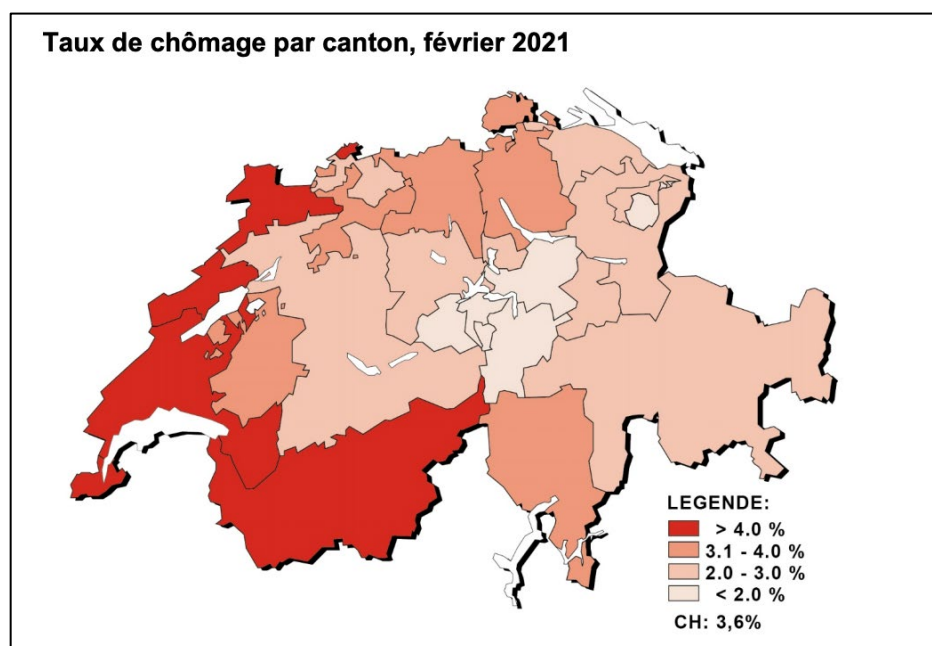 Taux de chômage par canton, février 2021
LEGENDE:
> 4.0 %
3.1 - 4.0 %
2.0 - 3.0 %
< 2.0 %
CH: 3,6%